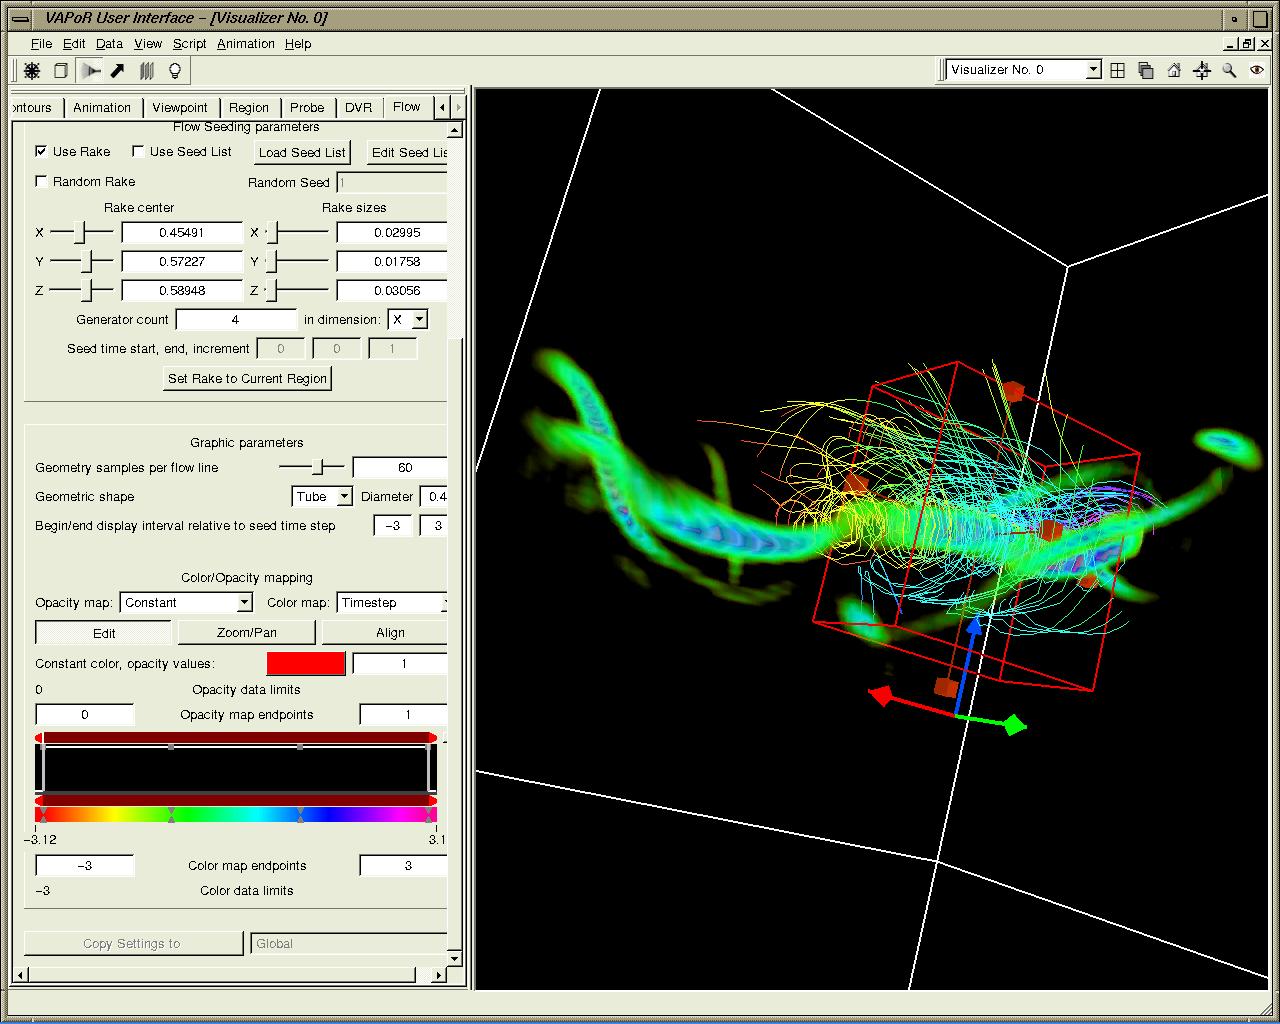 VAPoR User Interface - [Visualizer No. 0]
File Edit Data View Script Animation Help
Visualizer No. 0
ontours Animation Viewpoint Region Probe DVR Flow
Flow Seeding parameters
Use Rake Use Seed List Load Seed List Edit Seed Lis
Random Rake Random Seed 1
Rake center Rake sizes
X 0.45491 X 0.02995
Y 0.57227 Y 0.01758
Z 0.58948 Z 0.03056
Generator count 4 in dimension: X
Seed time start, end, increment 0 0 1
Set Rake to Current Region
Graphic parameters
Geometry samples per flow line 60
Geometric shape Tube Diameter 0.4
Begin/end display interval relative to seed time step -3 3
Color/Opacity mapping
Opacity map: Constant Color map: Timestep
Edit Zoom/Pan Align
Constant color, opacity values: 1
0 Opacity data limits
0 Opacity map endpoints 1
-3.12 3.1
-3 Color map endpoints 3
-3 Color data limits
Copy Settings to Global